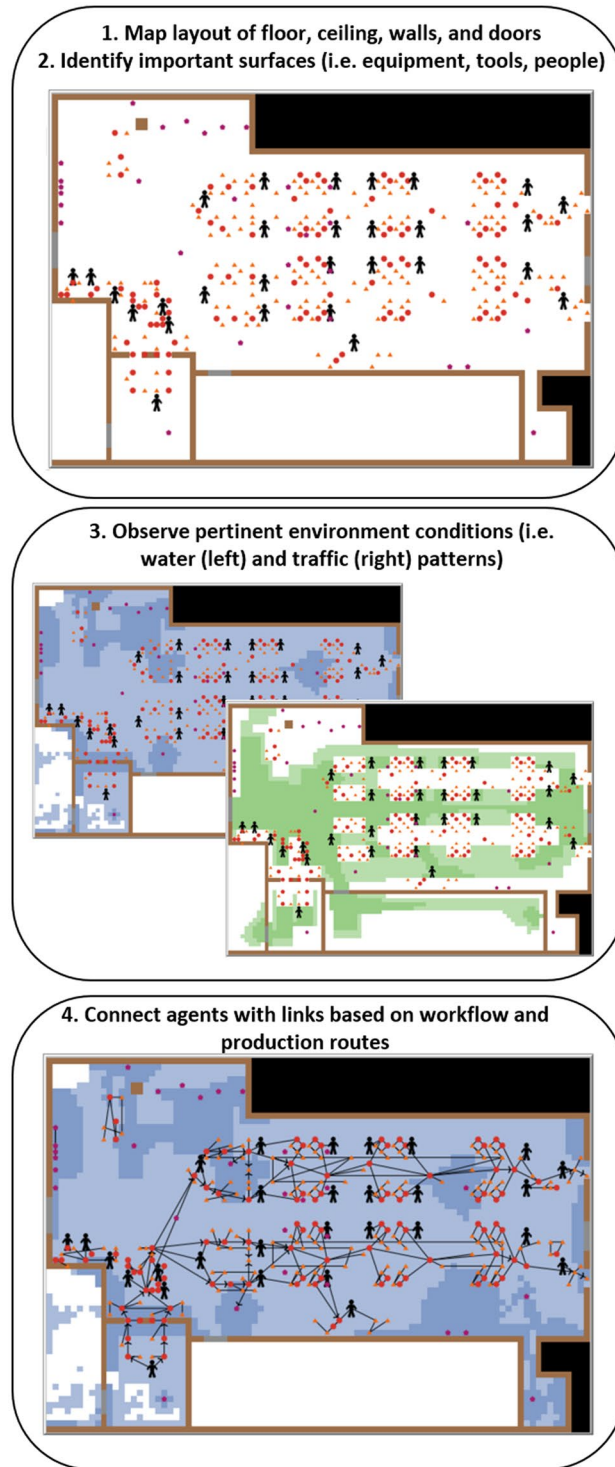 1. Map layout of floor, ceiling, walls, and doors
2. Identify important surfaces (i.e. equipment, tools, people)
3. Observe pertinent environment conditions (i.e.
water (left) and traffic (right) patterns)
4. Connect agents with links based on workflow and
production routes